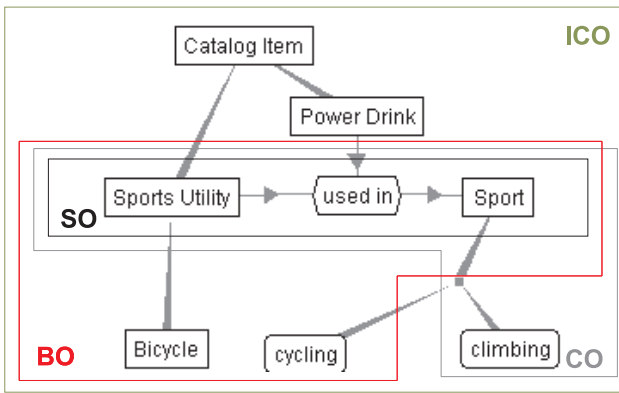 Catalog Item
ICO
Power Drink
Sports Utility
used in
Sport
SO
BO
Bicycle
cycling
climbing
CO